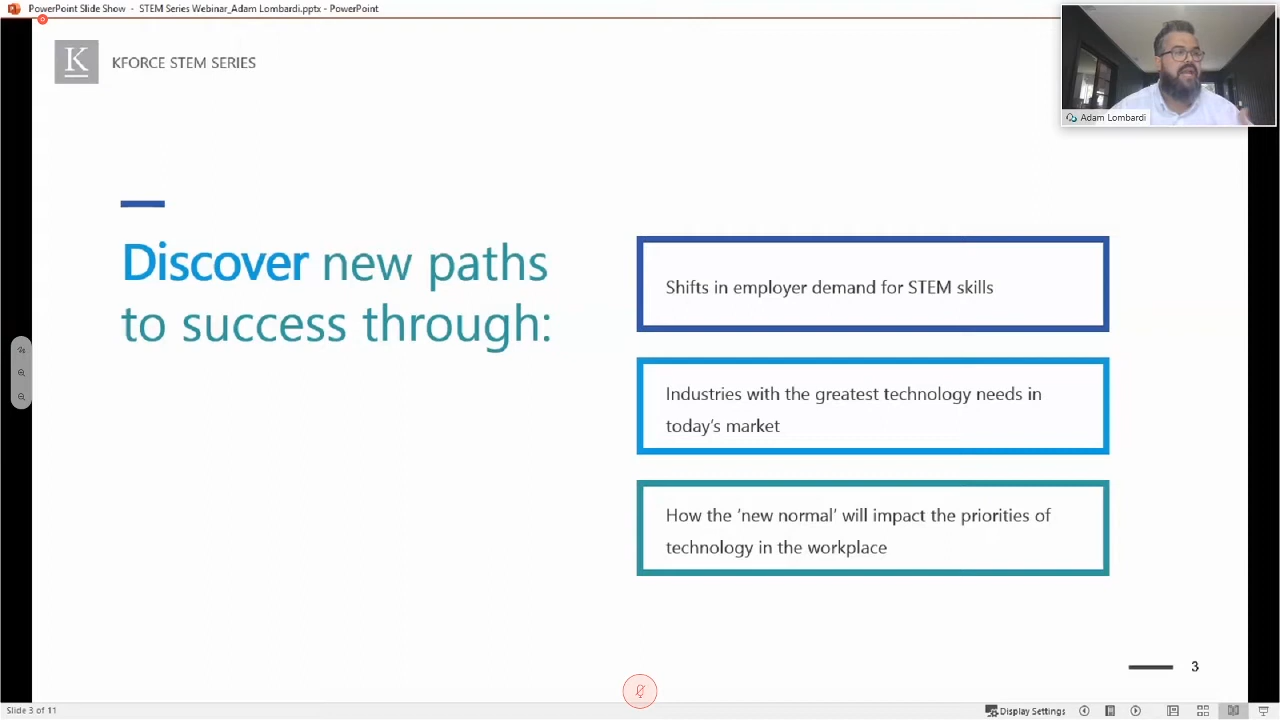 PowerPoint Slide Show - STEM Series Webinar_Adam Lombardi.pptx - PowerPoint
K
KFORCE STEM SERIES
Adam Lombardi
Discover new paths
to success through:
Shifts in employer demand for STEM skills
Industries with the greatest technology needs in
today's market
How the 'new normal' will impact the priorities of
technology in the workplace
3
Slide 3 of 11
Display Settings